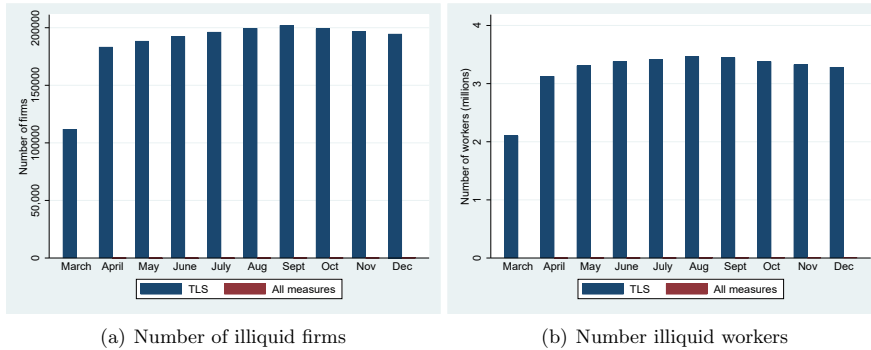 Number of firms
200000
150000
100000
50,000
0
March April May June July Aug Sept Oct Nov Dec
TLS All measures
(a) Number of illiquid firms
Number of workers (millions)
4
3
2
1
0
March April May June July Aug Sept Oct Nov Dec
TLS All measures
(b) Number illiquid workers